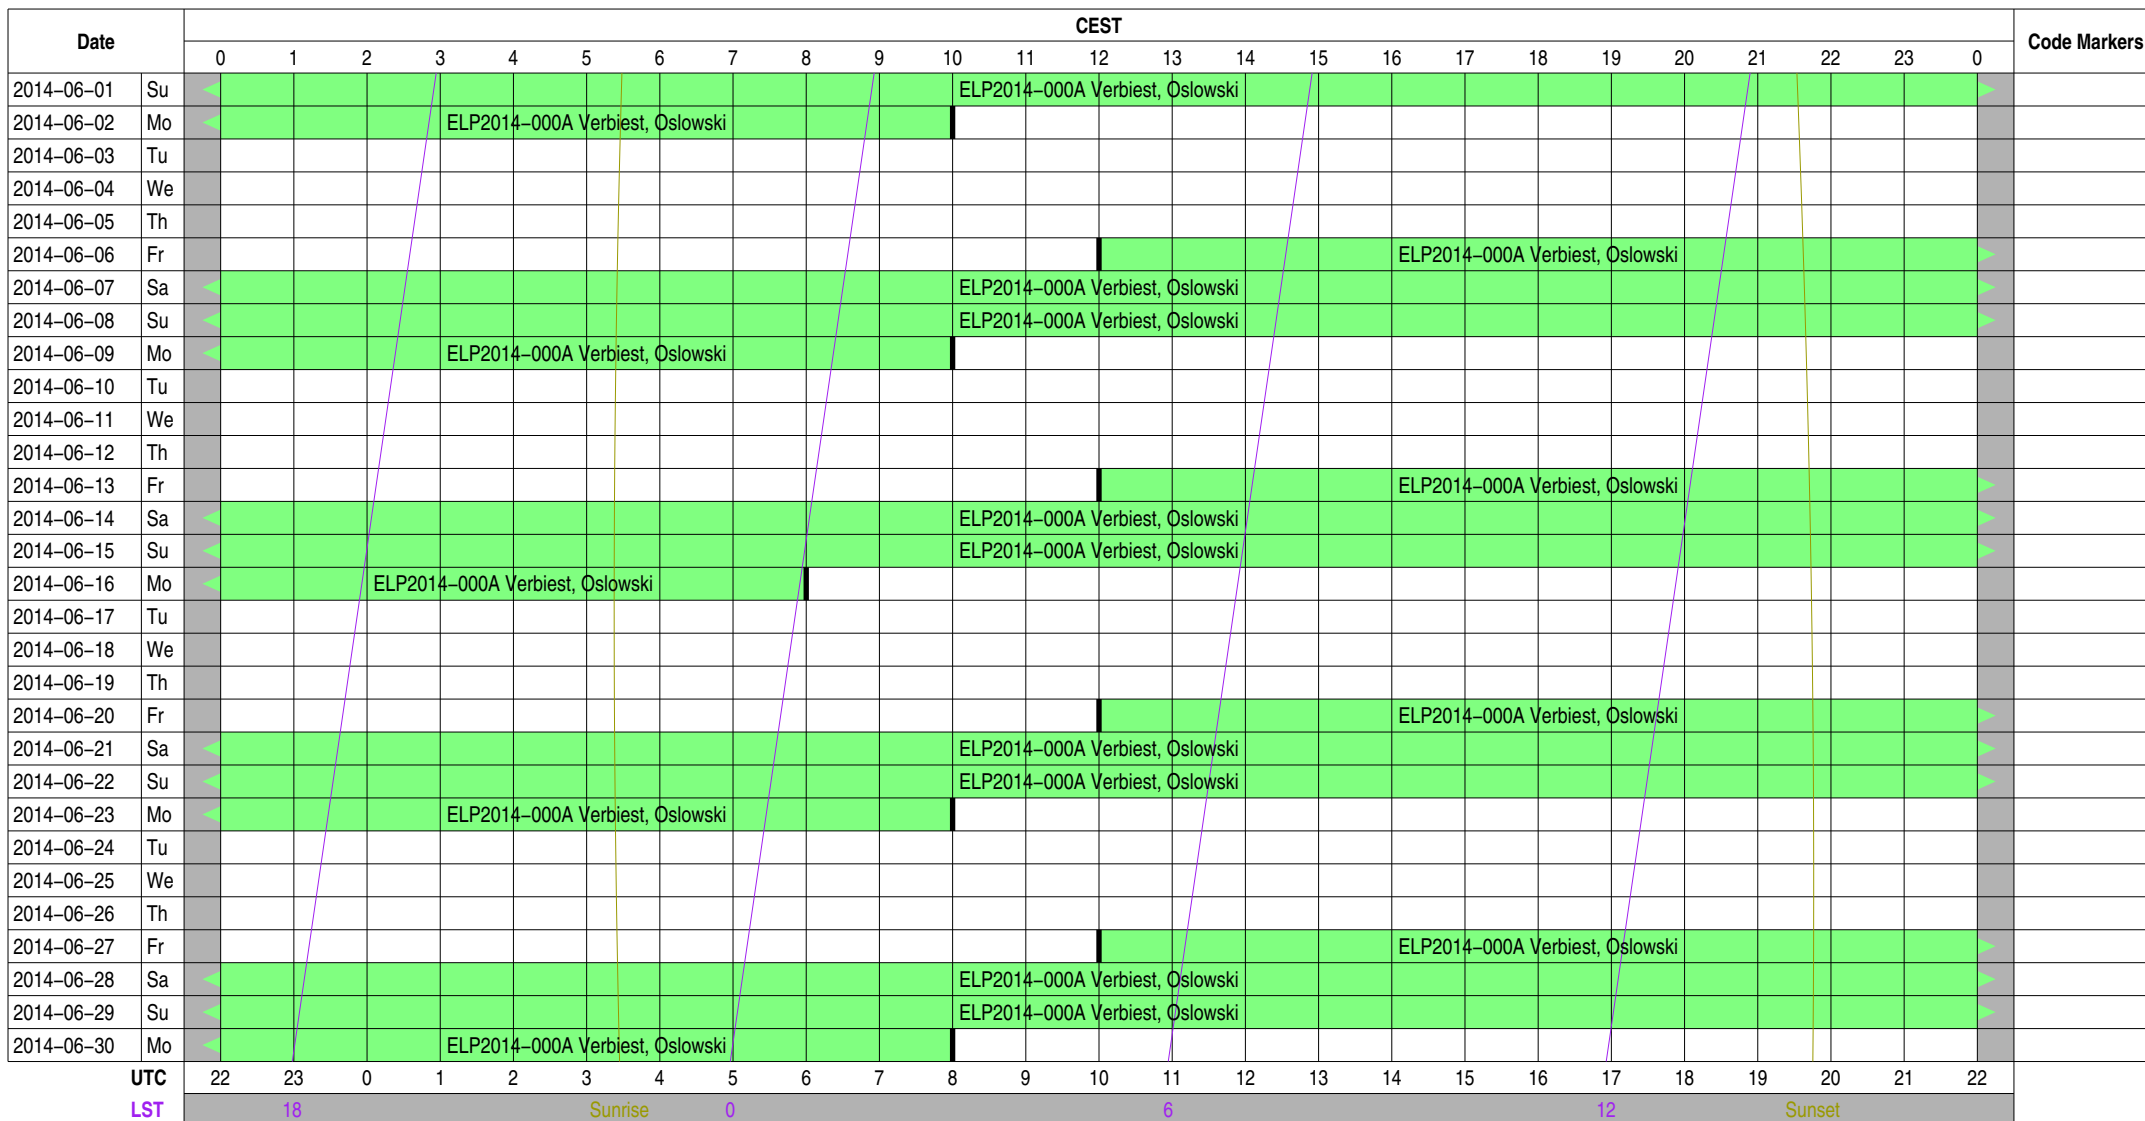 Date CEST Code Markers
0 1 2 3 4 5 6 7 8 9 10 11 12 13 14 15 16 17 18 19 20 21 22 23 0
2014−06−01 Su ELP2014−000A Verbiest, Oslowski
2014−06−02 Mo ELP2014−000A Verbiest, Oslowski
2014−06−03 Tu
2014−06−04 We
2014−06−05 Th
2014−06−06 Fr ELP2014−000A Verbiest, Oslowski
2014−06−07 Sa ELP2014−000A Verbiest, Oslowski
2014−06−08 Su ELP2014−000A Verbiest, Oslowski
2014−06−09 Mo ELP2014−000A Verbiest, Oslowski
2014−06−10 Tu
2014−06−11 We
2014−06−12 Th
2014−06−13 Fr ELP2014−000A Verbiest, Oslowski
2014−06−14 Sa ELP2014−000A Verbiest, Oslowski
2014−06−15 Su ELP2014−000A Verbiest, Oslowski
2014−06−16 Mo ELP2014−000A Verbiest, Oslowski
2014−06−17 Tu
2014−06−18 We
2014−06−19 Th
2014−06−20 Fr ELP2014−000A Verbiest, Oslowski
2014−06−21 Sa ELP2014−000A Verbiest, Oslowski
2014−06−22 Su ELP2014−000A Verbiest, Oslowski
2014−06−23 Mo ELP2014−000A Verbiest, Oslowski
2014−06−24 Tu
2014−06−25 We
2014−06−26 Th
2014−06−27 Fr ELP2014−000A Verbiest, Oslowski
2014−06−28 Sa ELP2014−000A Verbiest, Oslowski
2014−06−29 Su ELP2014−000A Verbiest, Oslowski
2014−06−30 Mo ELP2014−000A Verbiest, Oslowski
UTC 22 23 0 1 2 3 4 5 6 7 8 9 10 11 12 13 14 15 16 17 18 19 20 21 22
LST 18 Sunrise 0 6 12 Sunset